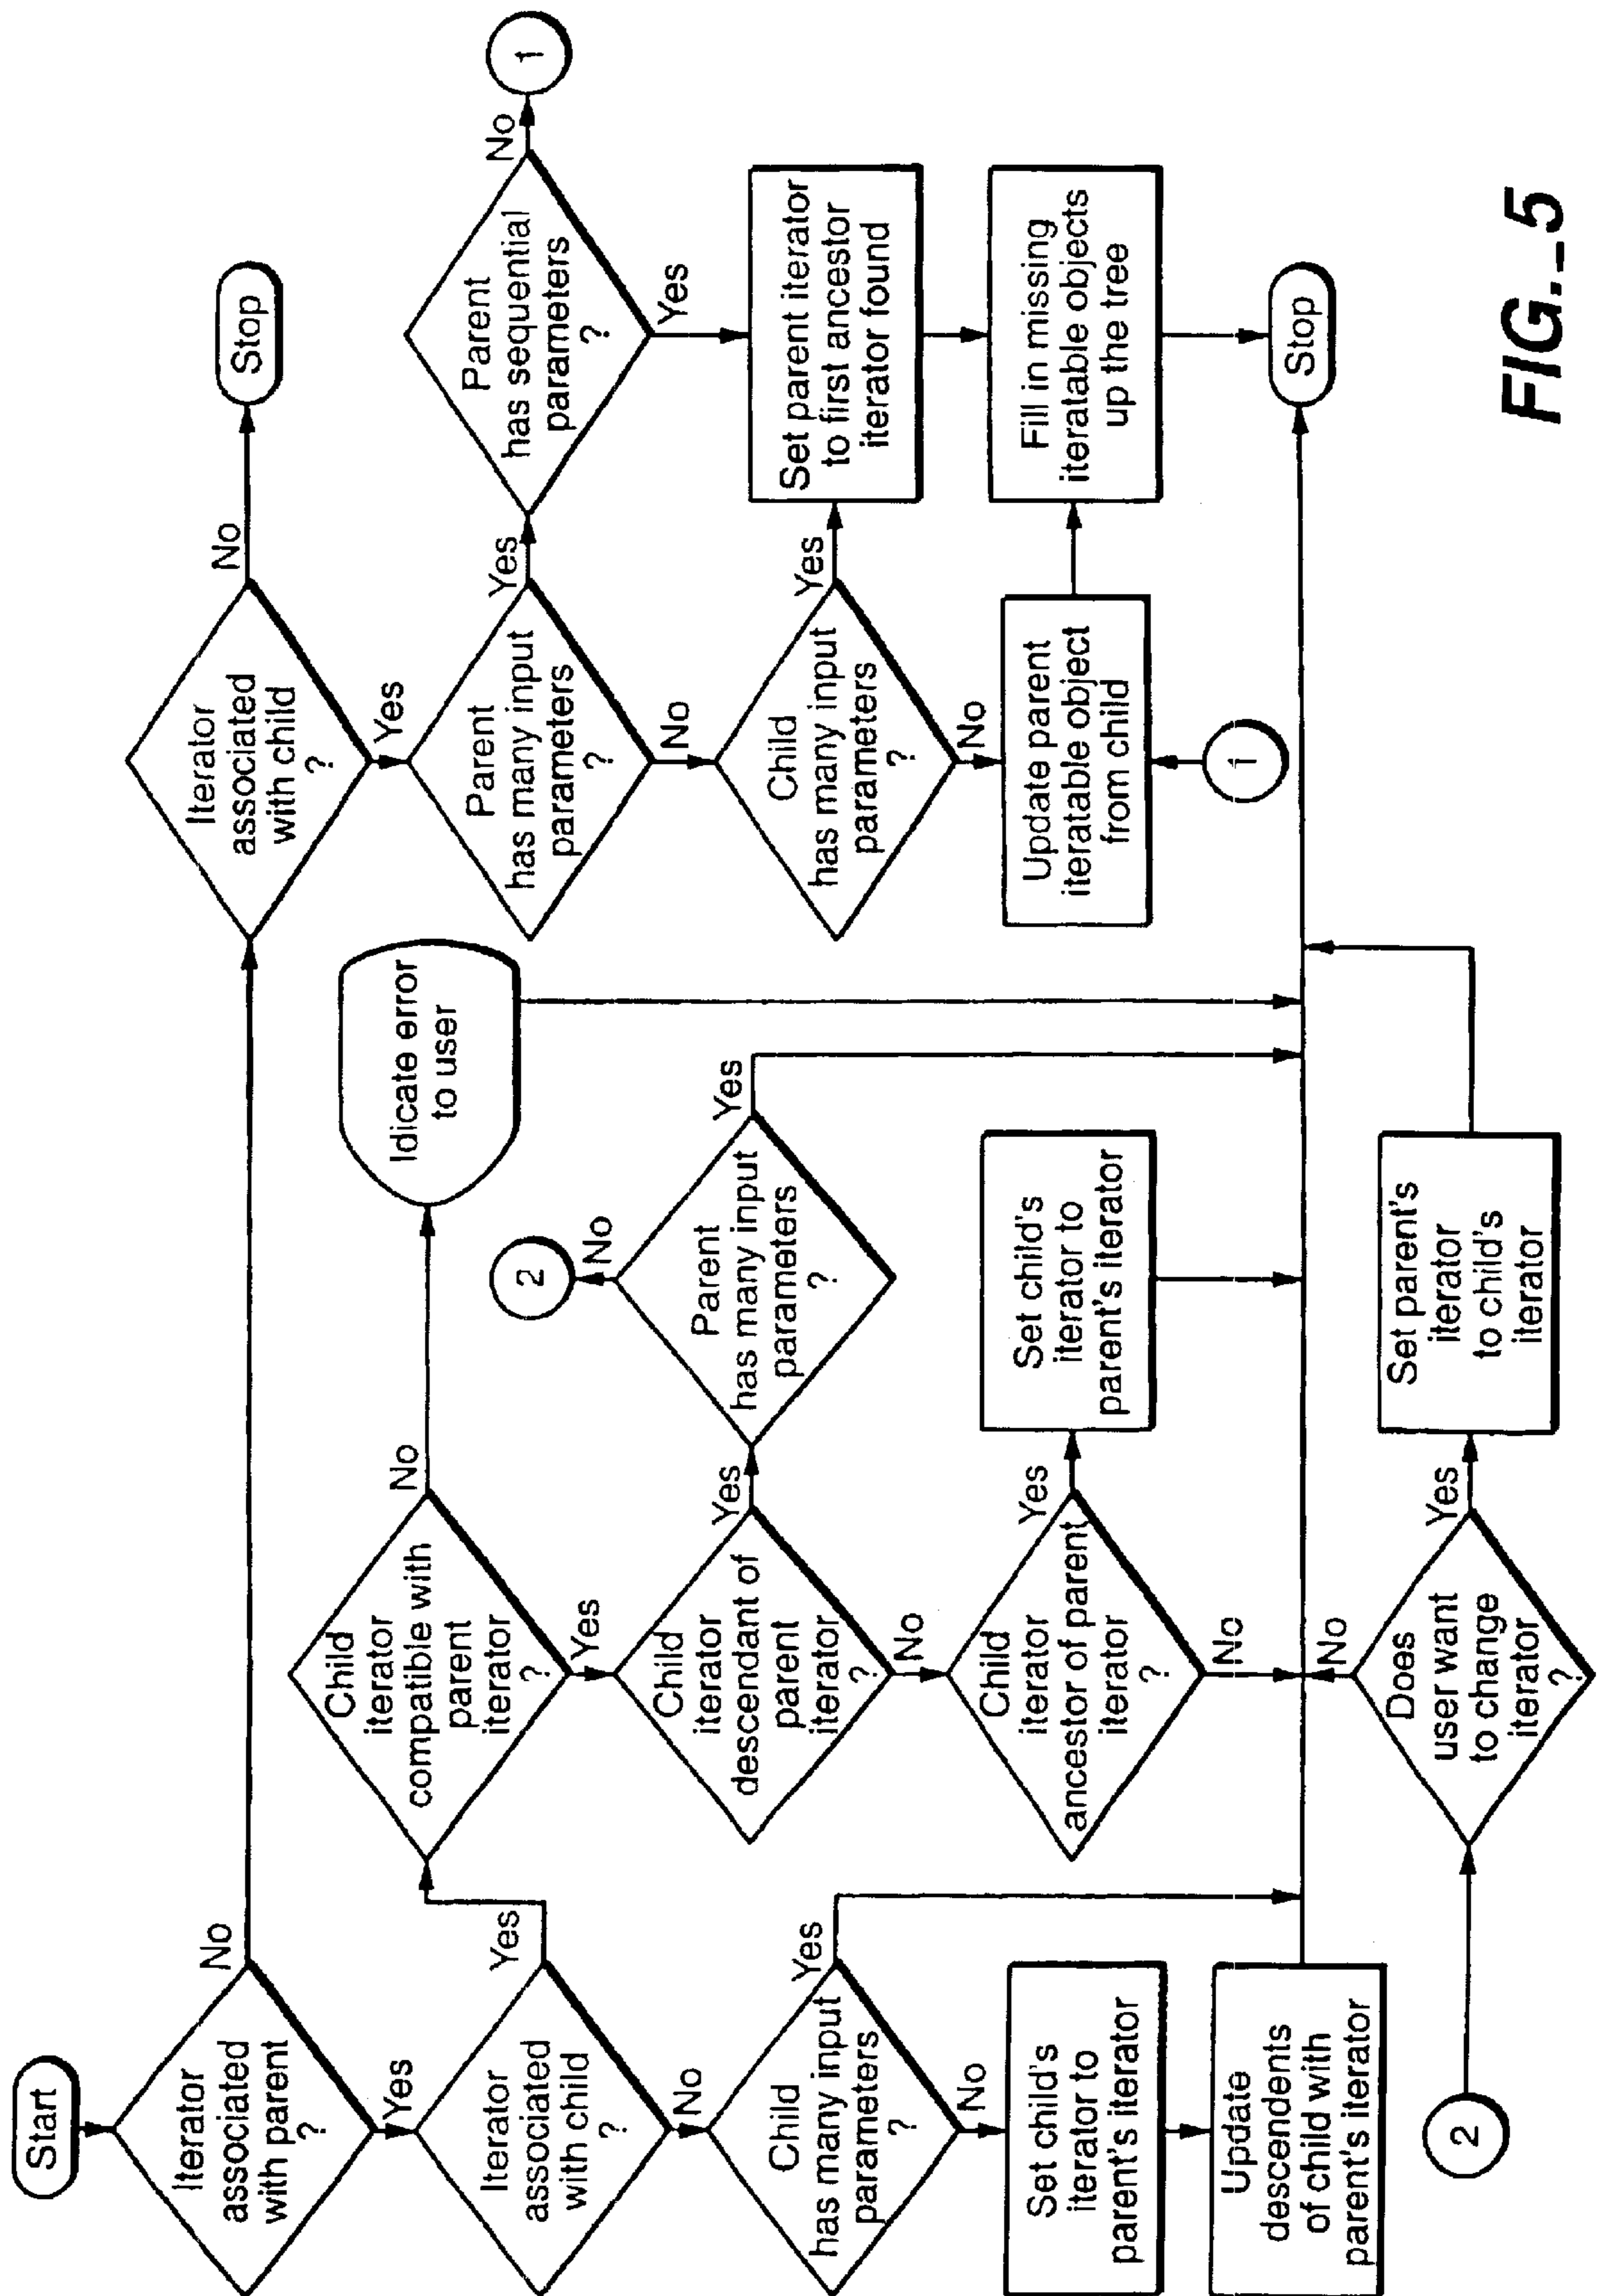 Start
Iterator
associated
with parent
?
No
Yes
Iterator
associated
with child
?
Yes
No
Child
has many input
parameters
?
Yes
No
Set child's
iterator to
parent's iterator
Update
descendents
of child with
parent's iterator
2
Child
iterator
compatible with
parent
iterator
?
No
Yes
Idicate error
to user
Child
iterator
descendant of
parent
iterator
?
Yes
No
Parent
has many input
parameters
?
No
2
Yes
Child
iterator
ancestor of parent
iterator
?
Yes
No
Set child's
iterator to
parent's iterator
Does
user want
to change
iterator
?
No
Yes
Set parent's
iterator
to child's
iterator
Iterator
associated
with child
?
No
Stop
Yes
Parent
has many input
parameters
?
Yes
No
Parent
has sequential
parameters
?
No
1
Yes
Child
has many input
parameters
?
Yes
No
Set parent iterator
to first ancestor
iterator found
Update parent
iteratable object
from child
1
Fill in missing
iteratable objects
up the tree
Stop
FIG._5